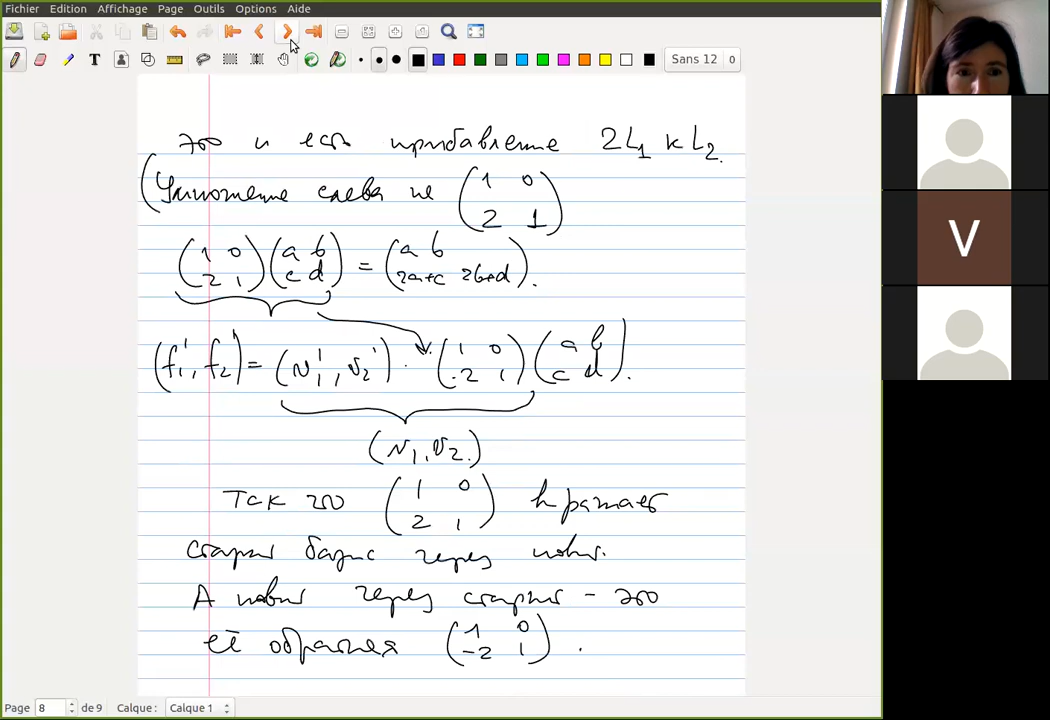 Fichier Edition Affichage Page Outils Options Aide
T Sans 12 0
это и есть прибавление 2L₁ к L₂.
(Умножение слева на (1 0
2 1)
(1 0 (a b = (a b
2 1) c d) 2a+c 2b+d).
(f₁', f₂') = (v₁', v₂') · (1 0 (a b
2 1) c d).
(v₁, v₂)
Так что (1 0 выражает
2 1)
старый базис через новый.
А новый через старый – это
её обратная (1 0
-2 1).
V
Page 8 de 9 Calque : Calque 1